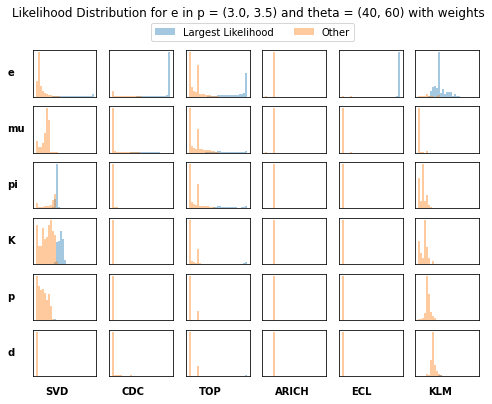 Likelihood Distribution for e in p = (3.0, 3.5) and theta = (40, 60) with weights
Largest Likelihood Other
e
mu
pi
K
p
d
SVD CDC TOP ARICH ECL KLM